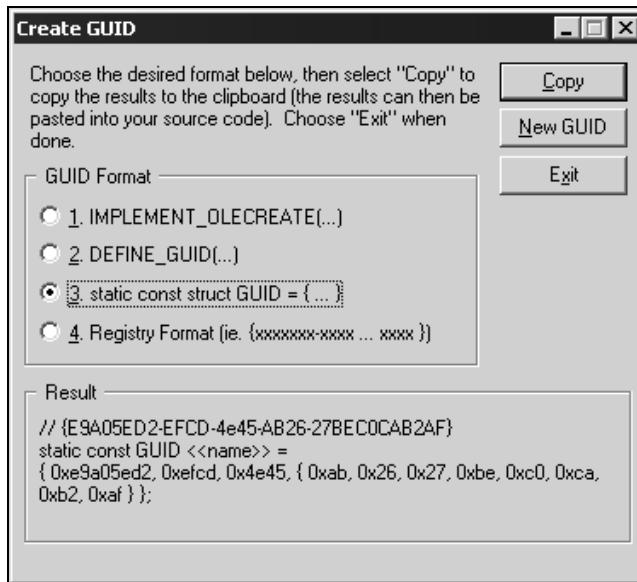 Create GUID
Choose the desired format below, then select "Copy" to
copy the results to the clipboard (the results can then be
pasted into your source code). Choose "Exit" when
done.
Copy
New GUID
Exit
GUID Format
1. IMPLEMENT_OLECREATE(...)
2. DEFINE_GUID(...)
3. static const struct GUID = { ... }
4. Registry Format (ie. {xxxxxxx-xxxx ... xxxx })
Result
// {E9A05ED2-EFCD-4e45-AB26-27BEC0CAB2AF}
static const GUID <<name>> =
{ 0xe9a05ed2, 0xefcd, 0x4e45, { 0xab, 0x26, 0x27, 0xbe, 0xc0, 0xca,
0xb2, 0xaf } };